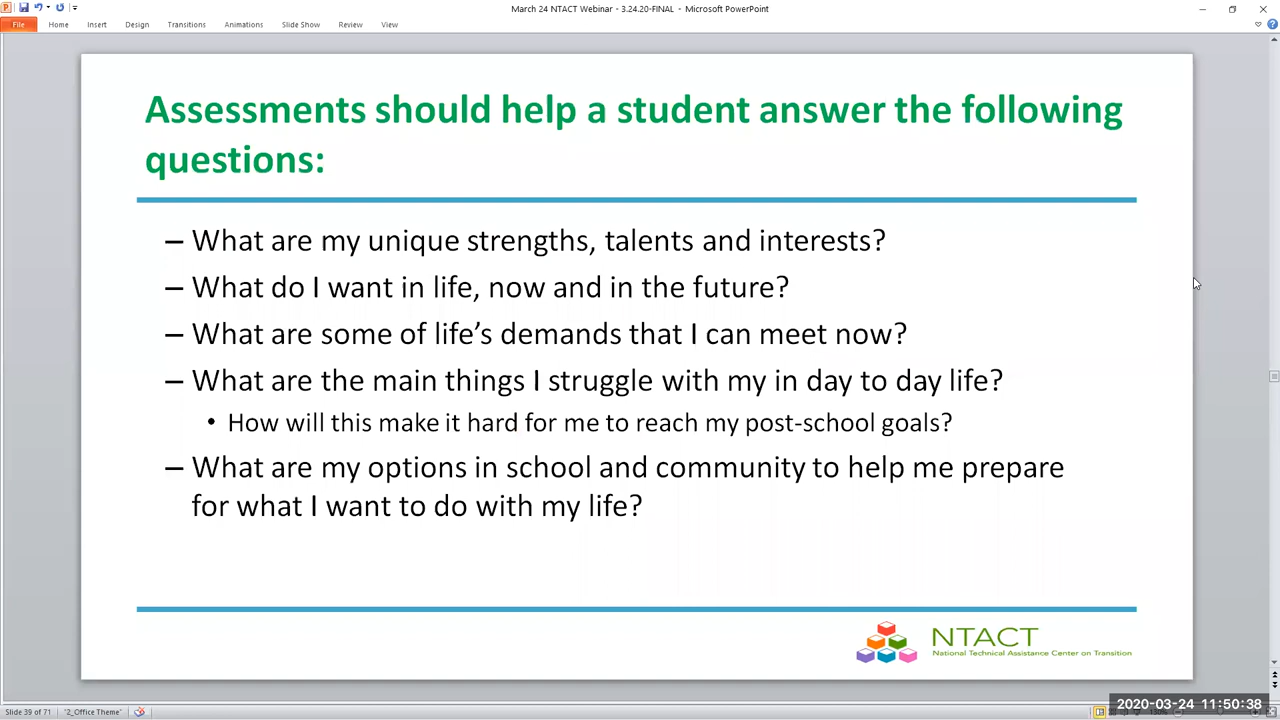 March 24 NTACT Webinar - 3.24.20-FINAL - Microsoft PowerPoint
File Home Insert Design Transitions Animations Slide Show Review View
Assessments should help a student answer the following
questions:
– What are my unique strengths, talents and interests?
– What do I want in life, now and in the future?
– What are some of life’s demands that I can meet now?
– What are the main things I struggle with my in day to day life?
• How will this make it hard for me to reach my post-school goals?
– What are my options in school and community to help me prepare
for what I want to do with my life?
NTACT
National Technical Assistance Center on Transition
Slide 39 of 71 "2_Office Theme"
2020-03-24 11:50:38